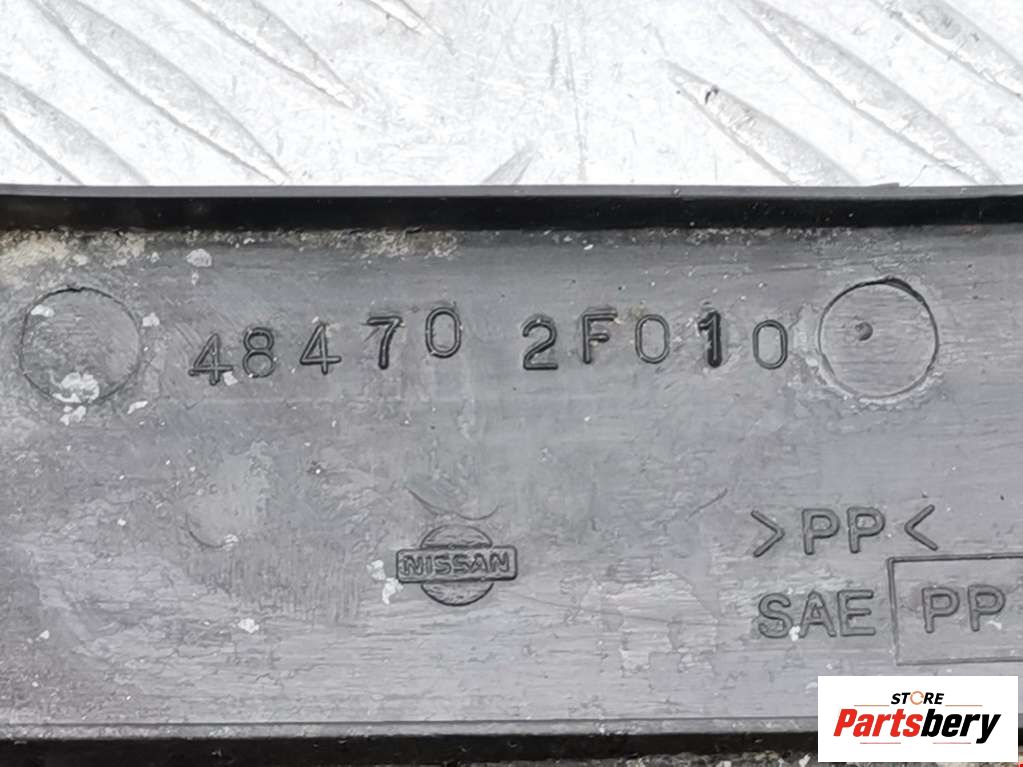 48470 2F010
NISSAN
>PP<
SAE PP
STORE
Partsbery